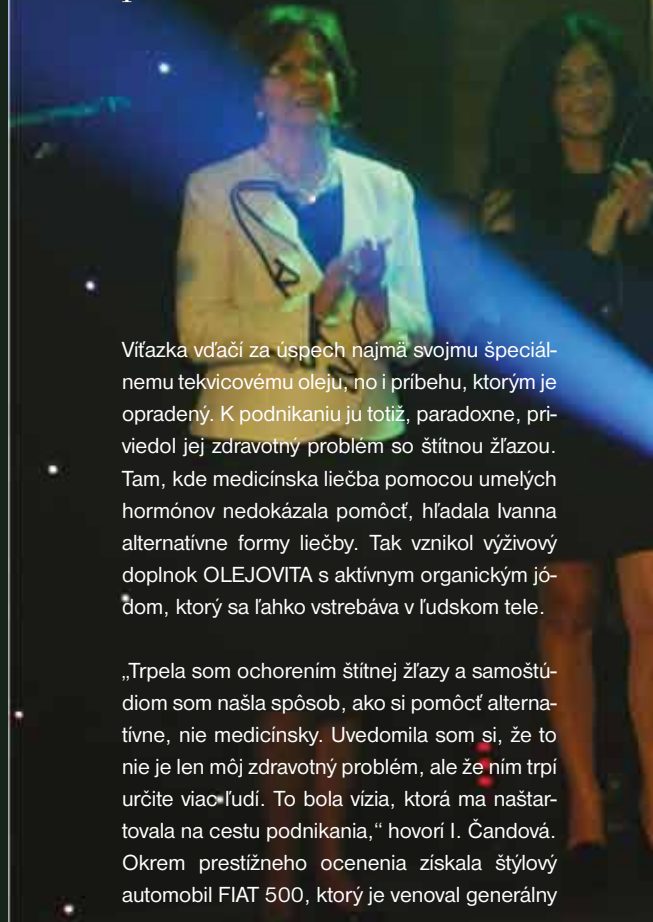 Víťazka vďačí za úspech najmä svojmu špeciál-
nemu tekvicovému oleju, no i príbehu, ktorým je
opradený. K podnikaniu ju totiž, paradoxne, pri-
viedol jej zdravotný problém so štítnou žľazou.
Tam, kde medicínska liečba pomocou umelých
hormónov nedokázala pomôcť, hľadala Ivanna
alternatívne formy liečby. Tak vznikol výživový
doplnok OLEJOVITA s aktívnym organickým jó-
dom, ktorý sa ľahko vstrebáva v ľudskom tele.

„Trpela som ochorením štítnej žľazy a samoštú-
diom som našla spôsob, ako si pomôcť alterna-
tívne, nie medicínsky. Uvedomila som si, že to
nie je len môj zdravotný problém, ale že ním trpí
určite viac ľudí. To bola vízia, ktorá ma naštar-
tovala na cestu podnikania,“ hovorí I. Čandová.
Okrem prestížneho ocenenia získala štýlový
automobil FIAT 500, ktorý je venoval generálny